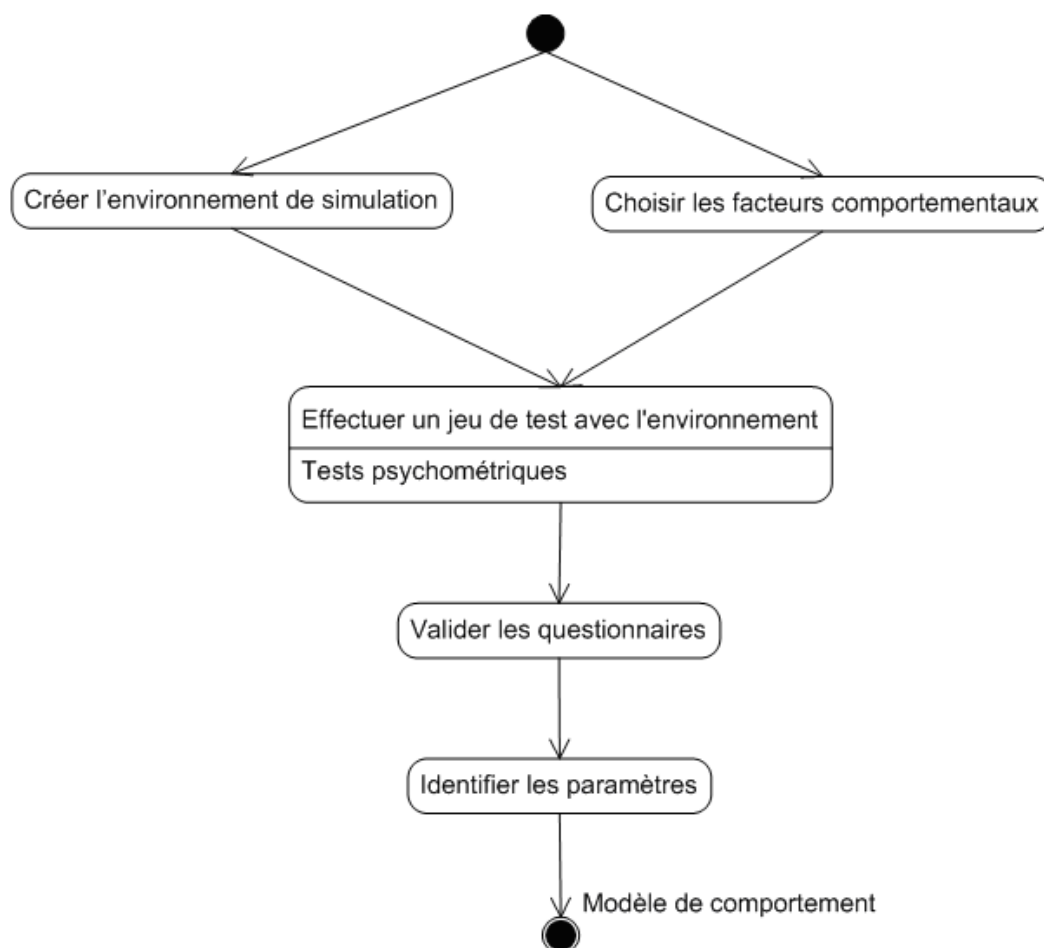 Créer l'environnement de simulation
Choisir les facteurs comportementaux
Effectuer un jeu de test avec l'environnement
Tests psychométriques
Valider les questionnaires
Identifier les paramètres
Modèle de comportement